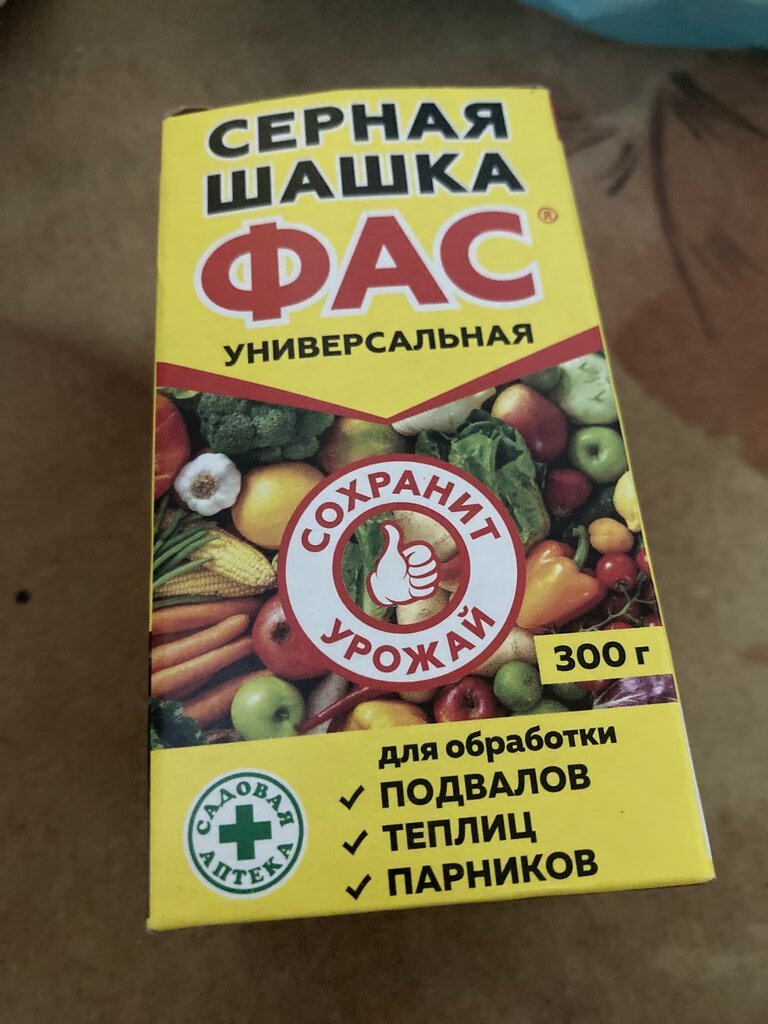 СЕРНАЯ
ШАШКА
ФАС®
УНИВЕРСАЛЬНАЯ
СОХРАНИТ
УРОЖАЙ
300 г
для обработки
✓ ПОДВАЛОВ
✓ ТЕПЛИЦ
✓ ПАРНИКОВ
САДОВАЯ
АПТЕКА